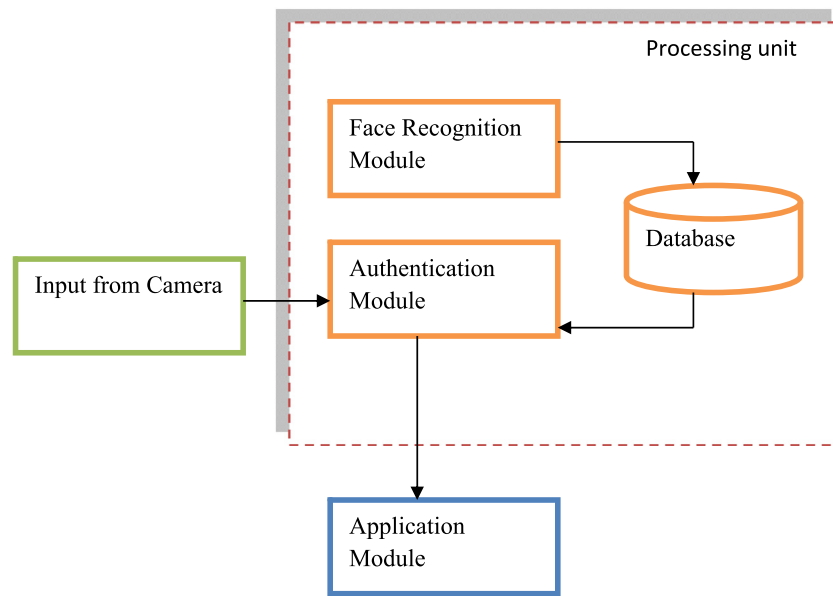 Processing unit
Face Recognition
Module
Database
Authentication
Module
Input from Camera
Application
Module